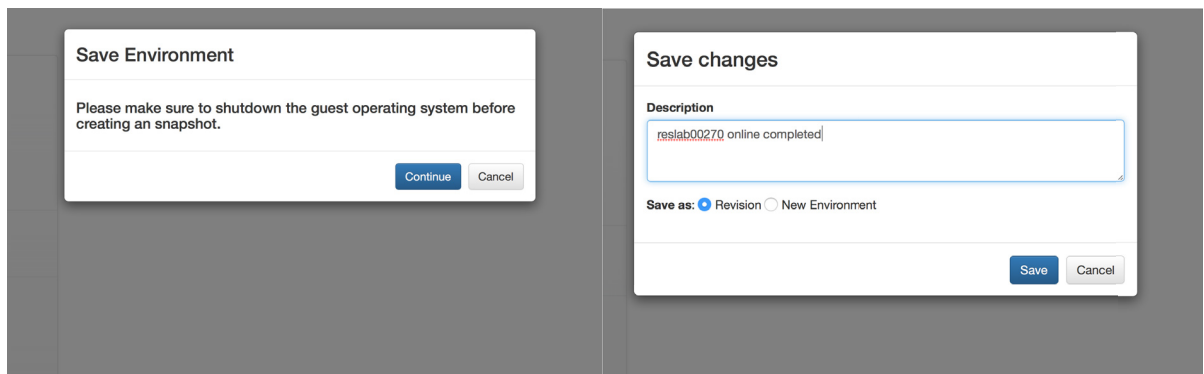 Save Environment
Please make sure to shutdown the guest operating system before
creating an snapshot.
Continue
Cancel
Save changes
Description
reslab00270 online completed
Save as: Revision New Environment
Save
Cancel